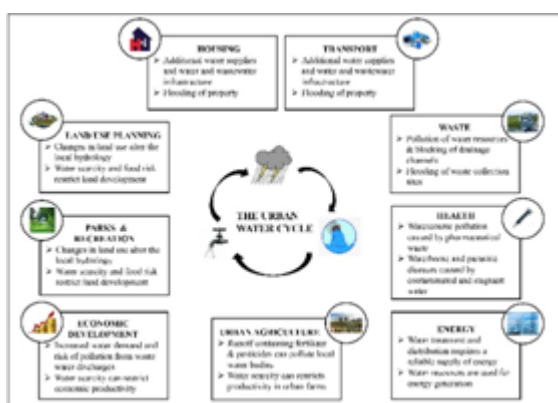 HOUSING
➤ Additional water supplies
and water and wastewater
infrastructure
➤ Flooding of property
TRANSPORT
➤ Additional water supplies
and water and wastewater
infrastructure
➤ Flooding of property
LANDUSE PLANNING
➤ Changes in land use alter the
local hydrology
➤ Water scarcity and food risk
restrict land development
WASTE
➤ Pollution of water resources
& blocking of drainage
channels
➤ Flooding of waste collection
sites
THE URBAN
WATER CYCLE
PARKS &
RECREATION
➤ Changes in land use alter the
local hydrology
➤ Water scarcity and food risk
restrict land development
HEALTH
➤ Watercourse pollution
caused by pharmaceutical
waste
➤ Waterborne and parasitic
diseases caused by
contaminated and stagnant
water
ECONOMIC
DEVELOPMENT
➤ Increased water demand and
risk of pollution from waste
water discharges
➤ Water scarcity can restrict
economic productivity
URBAN AGRICULTURE
➤ Runoff containing fertilizer
& pesticides can pollute local
water bodies
➤ Water scarcity can restricts
productivity in urban farms
ENERGY
➤ Water treatment and
distribution requires a
reliable supply of energy
➤ Water resources are used for
energy generation